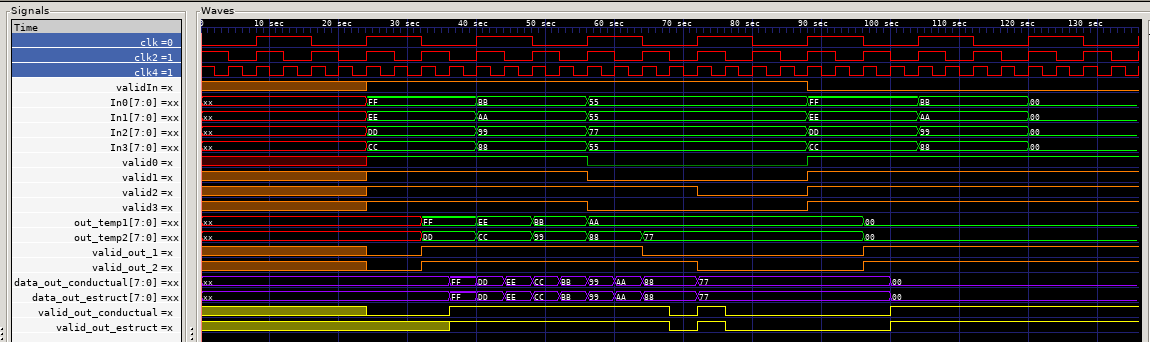 Signals
Waves
Time
0 10 sec 20 sec 30 sec 40 sec 50 sec 60 sec 70 sec 80 sec 90 sec 100 sec 110 sec 120 sec 130 sec
clk =0
clk2 =1
clk4 =1
validIn =x
In0[7:0] =xx xx FF BB 55 FF BB 00
In1[7:0] =xx xx EE AA 55 EE AA 00
In2[7:0] =xx xx DD 99 77 DD 99 00
In3[7:0] =xx xx CC 88 55 CC 88 00
valid0 =x
valid1 =x
valid2 =x
valid3 =x
out_temp1[7:0] =xx xx FF EE BB AA 00
out_temp2[7:0] =xx xx DD CC 99 88 77 00
valid_out_1 =x
valid_out_2 =x
data_out_conductual[7:0] =xx xx FF DD EE CC BB 99 AA 88 77 00
data_out_estruct[7:0] =xx xx FF DD EE CC BB 99 AA 88 77 00
valid_out_conductual =x
valid_out_estruct =x